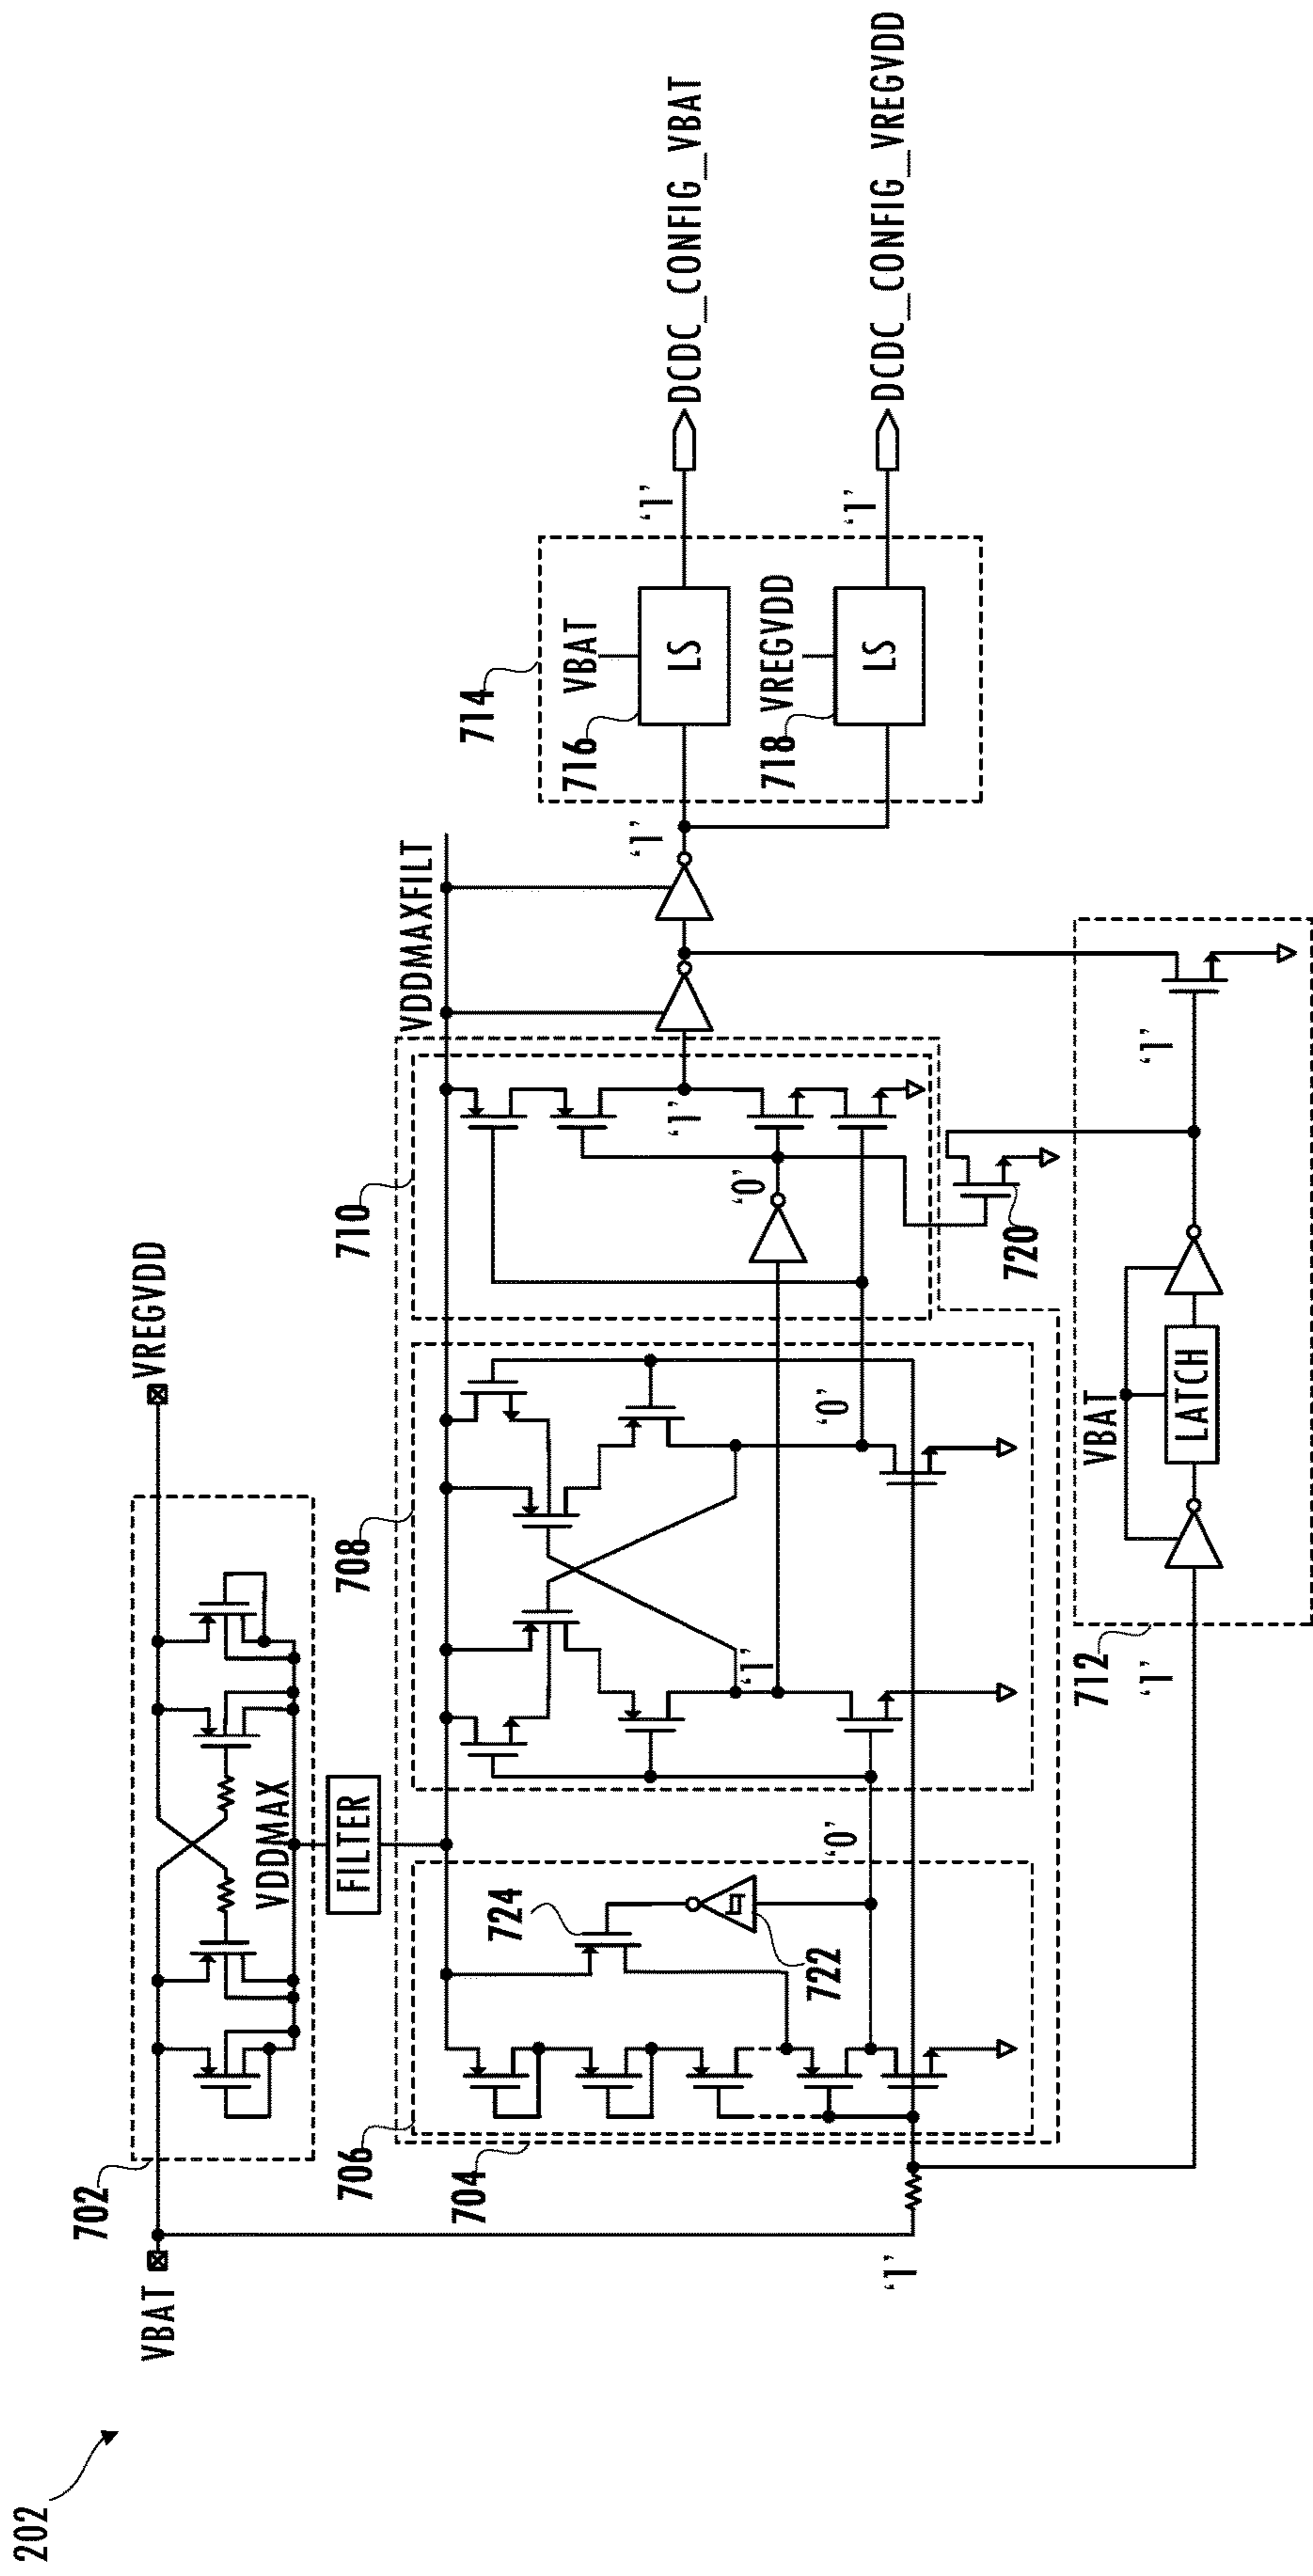 202
VBAT
VREGVDD
702
VDDMAX
FILTER
VDDMAXFILT
704
706
708
710
724
722
'0'
'1'
'0'
'0'
'1'
720
'1'
'1'
712
VBAT
LATCH
'1'
'1'
714
VBAT
716
LS
'1'
DCDC_CONFIG_VBAT
VREGVDD
718
LS
'1'
DCDC_CONFIG_VREGVDD